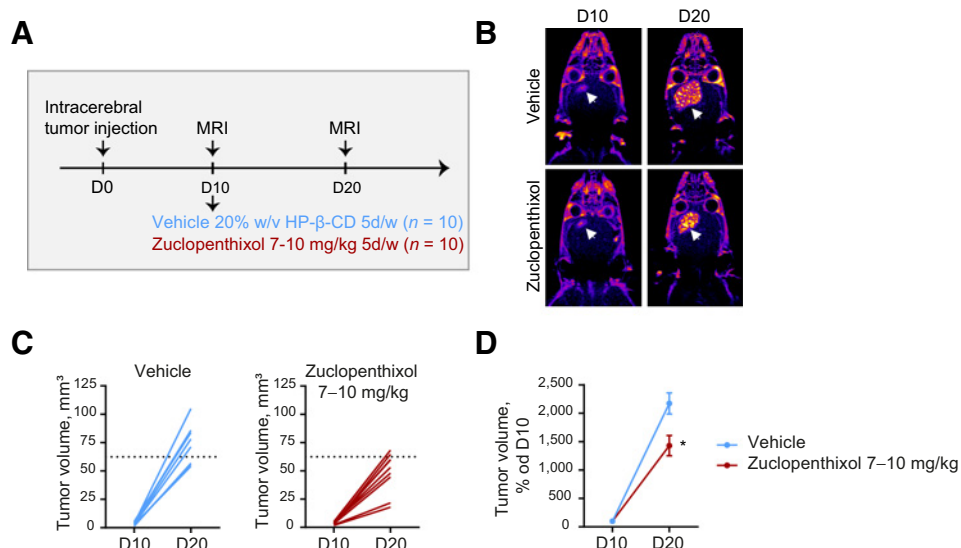 A
Intracerebral
tumor injection
MRI
MRI
D0
D10
D20
Vehicle 20% w/v HP-β-CD 5d/w (n = 10)
Zuclopenthixol 7-10 mg/kg 5d/w (n = 10)
B
D10
D20
Vehicle
Zuclopenthixol
C
Vehicle
Tumor volume, mm³
125
100
75
50
25
0
D10
D20
Zuclopenthixol
7–10 mg/kg
Tumor volume, mm³
125
100
75
50
25
0
D10
D20
D
Tumor volume,
% od D10
2,500
2,000
1,500
1,000
500
0
D10
D20
*
Vehicle
Zuclopenthixol 7–10 mg/kg